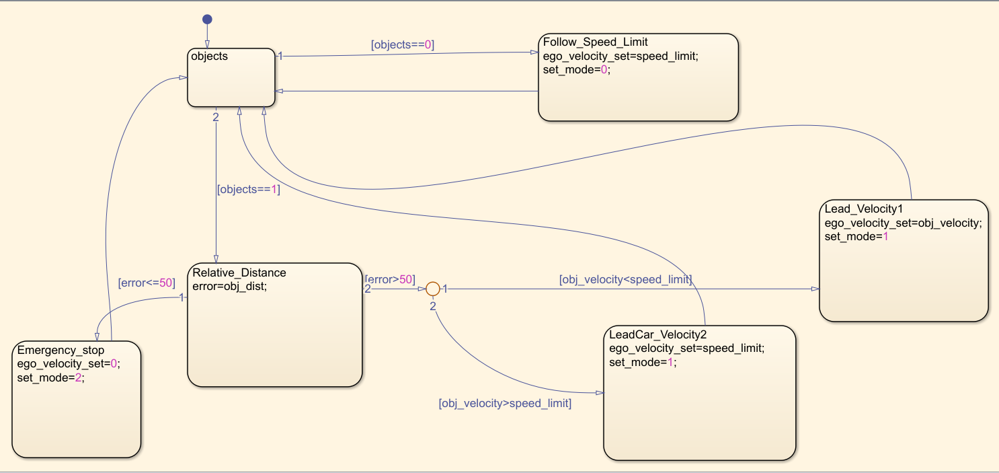 objects
1
[objects==0]
Follow_Speed_Limit
ego_velocity_set=speed_limit;
set_mode=0;
2
[objects==1]
Lead_Velocity1
ego_velocity_set=obj_velocity;
set_mode=1
[error<=50]
1
Relative_Distance
error=obj_dist;
[error>50]
2
1
[obj_velocity<speed_limit]
2
Emergency_stop
ego_velocity_set=0;
set_mode=2;
LeadCar_Velocity2
ego_velocity_set=speed_limit;
set_mode=1;
[obj_velocity>speed_limit]